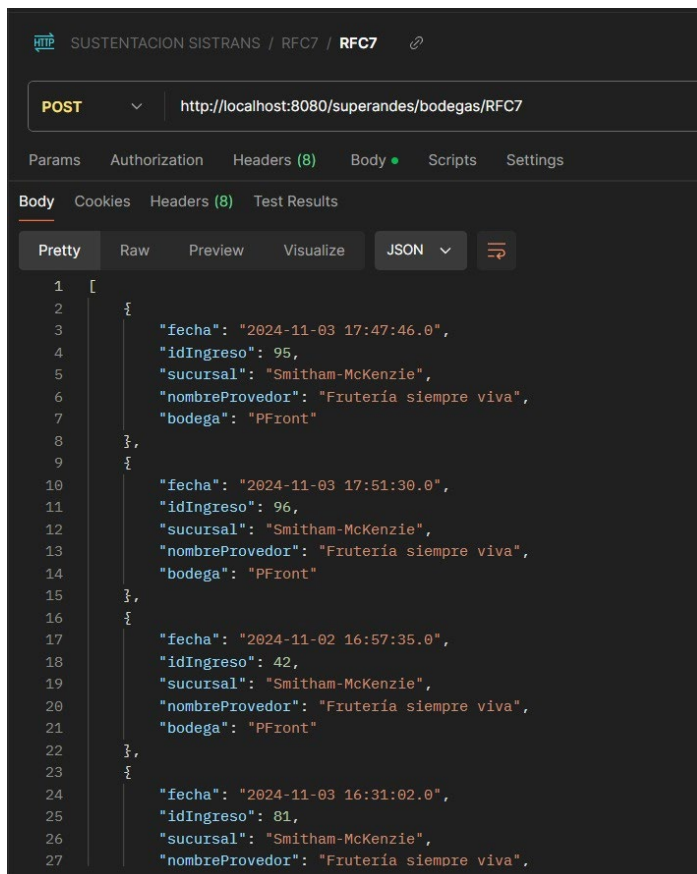 HTTP SUSTENTACION SISTRANS / RFC7 / RFC7
POST http://localhost:8080/superandes/bodegas/RFC7
Params Authorization Headers (8) Body Scripts Settings
Body Cookies Headers (8) Test Results
Pretty Raw Preview Visualize JSON
1 [
2 {
3 "fecha": "2024-11-03 17:47:46.0",
4 "idIngreso": 95,
5 "sucursal": "Smitham-McKenzie",
6 "nombreProvedor": "Frutería siempre viva",
7 "bodega": "PFront"
8 },
9 {
10 "fecha": "2024-11-03 17:51:30.0",
11 "idIngreso": 96,
12 "sucursal": "Smitham-McKenzie",
13 "nombreProvedor": "Frutería siempre viva",
14 "bodega": "PFront"
15 },
16 {
17 "fecha": "2024-11-02 16:57:35.0",
18 "idIngreso": 42,
19 "sucursal": "Smitham-McKenzie",
20 "nombreProvedor": "Frutería siempre viva",
21 "bodega": "PFront"
22 },
23 {
24 "fecha": "2024-11-03 16:31:02.0",
25 "idIngreso": 81,
26 "sucursal": "Smitham-McKenzie",
27 "nombreProvedor": "Frutería siempre viva",